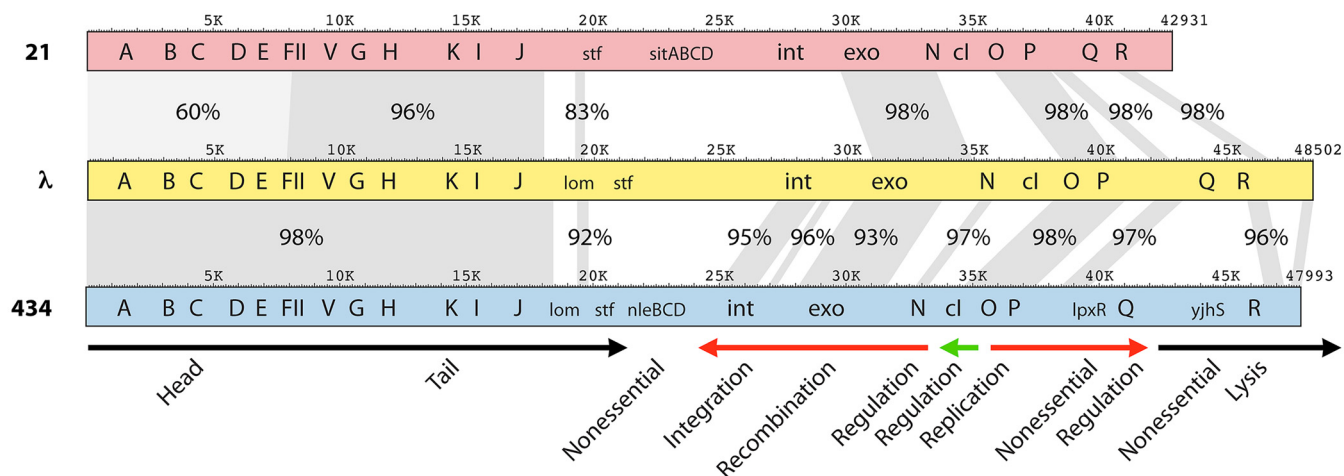 5K 10K 15K 20K 25K 30K 35K 40K 42931
21 A B C D E FII V G H K I J stf sitABCD int exo N cI O P Q R
60% 96% 83% 98% 98% 98% 98%
5K 10K 15K 20K 25K 30K 35K 40K 45K 48502
λ A B C D E FII V G H K I J lom stf int exo N cI O P Q R
98% 92% 95% 96% 93% 97% 98% 97% 96%
5K 10K 15K 20K 25K 30K 35K 40K 45K 47993
434 A B C D E FII V G H K I J lom stf nleBCD int exo N cI O P lpxR Q yjhS R
Head Tail Nonessential Integration Recombination Regulation Regulation Replication Nonessential Regulation Nonessential Lysis